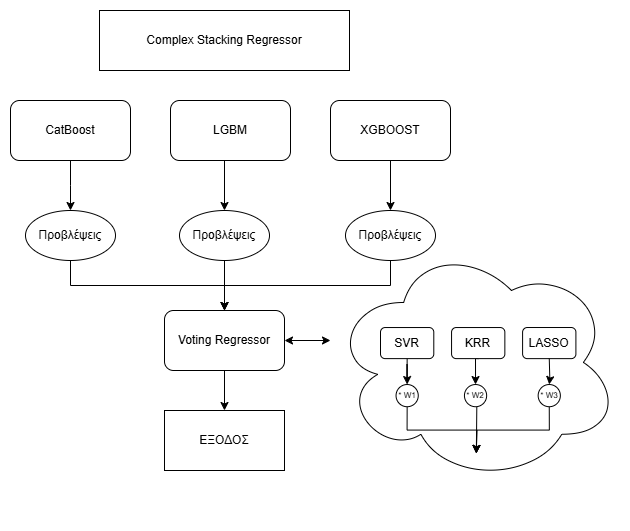 Complex Stacking Regressor
CatBoost
LGBM
XGBOOST
Προβλέψεις
Προβλέψεις
Προβλέψεις
Voting Regressor
SVR
KRR
LASSO
* W1
* W2
* W3
ΕΞΟΔΟΣ